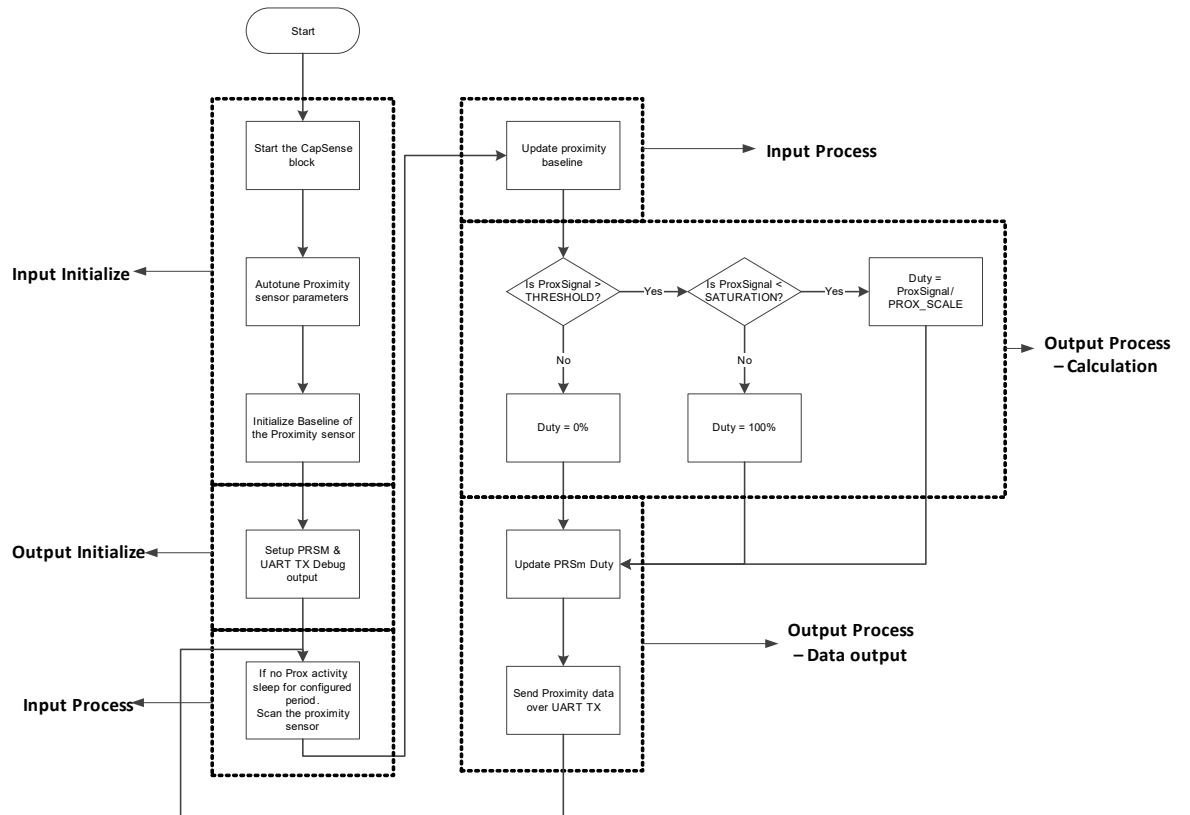 Start
Start the CapSense
block
Autotune Proximity
sensor parameters
Initialize Baseline of
the Proximity sensor
Input Initialize
Setup PRSM &
UART TX Debug
output
Output Initialize
If no Prox activity,
sleep for configured
period.
Scan the proximity
sensor
Input Process
Update proximity
baseline
Input Process
Is ProxSignal >
THRESHOLD?
Yes
Is ProxSignal <
SATURATION?
Yes
Duty =
ProxSignal/
PROX_SCALE
No
No
Duty = 0%
Duty = 100%
Output Process
– Calculation
Update PRSm Duty
Send Proximity data
over UART TX
Output Process
– Data output